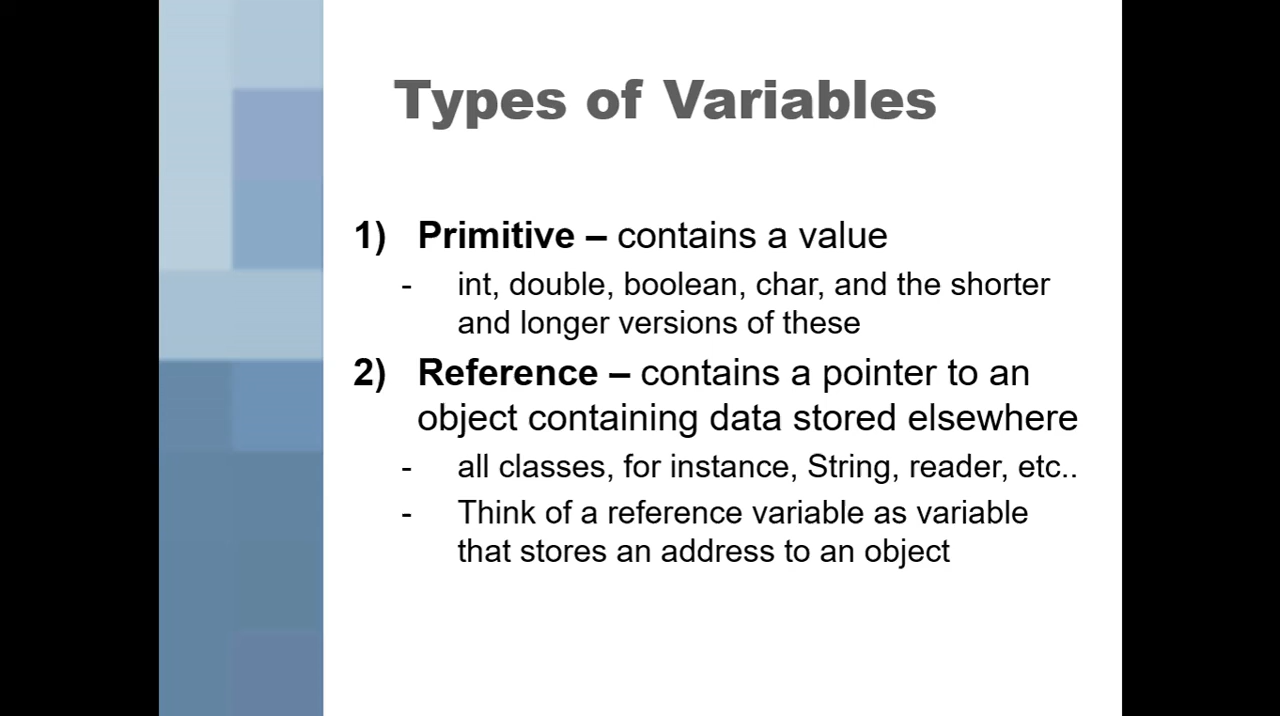 Types of Variables
1) Primitive – contains a value
- int, double, boolean, char, and the shorter
and longer versions of these
2) Reference – contains a pointer to an
object containing data stored elsewhere
- all classes, for instance, String, reader, etc..
- Think of a reference variable as variable
that stores an address to an object